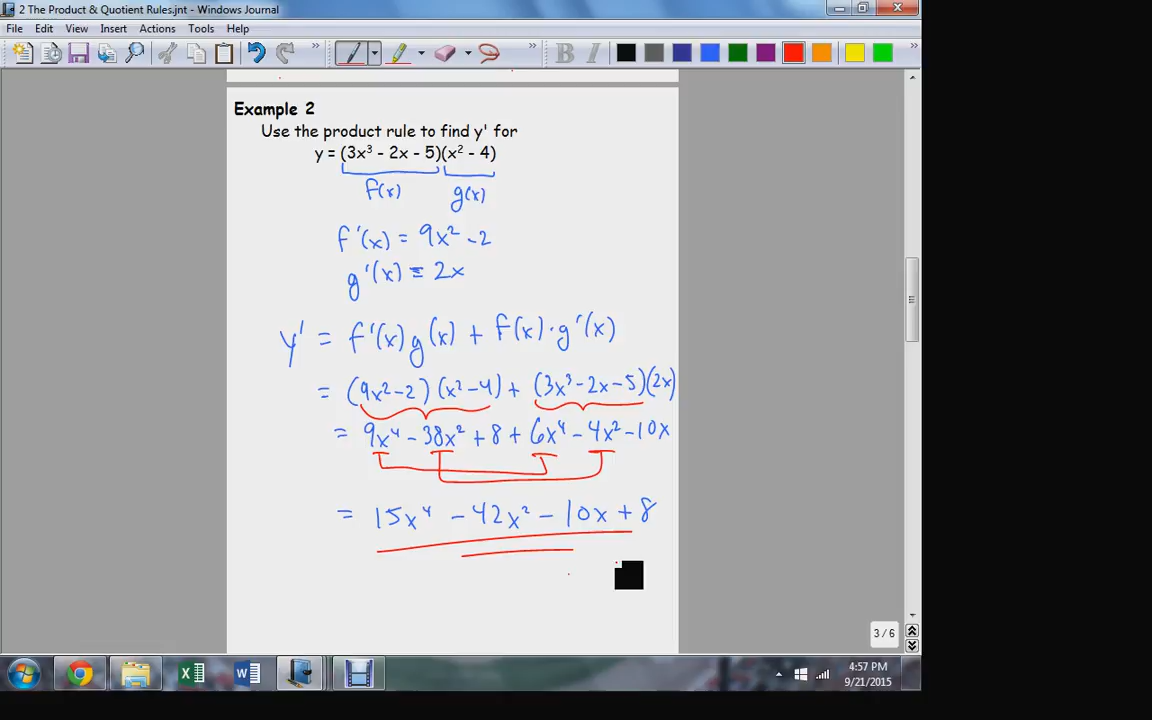 2 The Product & Quotient Rules.jnt - Windows Journal
File Edit View Insert Actions Tools Help
B I
Example 2
Use the product rule to find y' for
y = (3x³ - 2x - 5)(x² - 4)
f(x) g(x)
f'(x) = 9x² - 2
g'(x) = 2x
y' = f'(x) g(x) + f(x) · g'(x)
= (9x² - 2) (x² - 4) + (3x³ - 2x - 5)(2x)
= 9x⁴ - 38x² + 8 + 6x⁴ - 4x² - 10x
= 15x⁴ - 42x² - 10x + 8
3 / 6
4:57 PM
9/21/2015